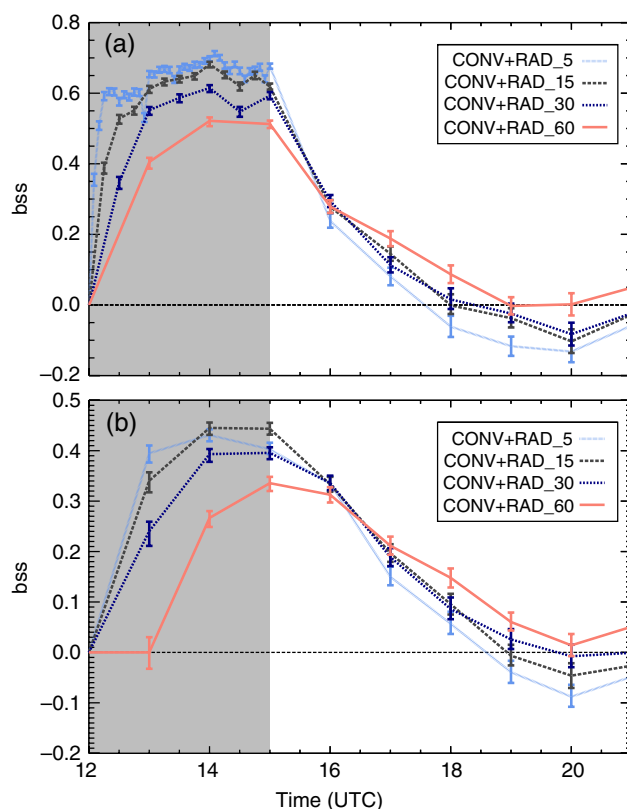 (a)
CONV+RAD_5
CONV+RAD_15
CONV+RAD_30
CONV+RAD_60
0.8
0.6
0.4
0.2
0.0
−0.2
bss
(b)
CONV+RAD_5
CONV+RAD_15
CONV+RAD_30
CONV+RAD_60
0.5
0.4
0.3
0.2
0.1
0.0
−0.1
−0.2
bss
12 14 16 18 20
Time (UTC)